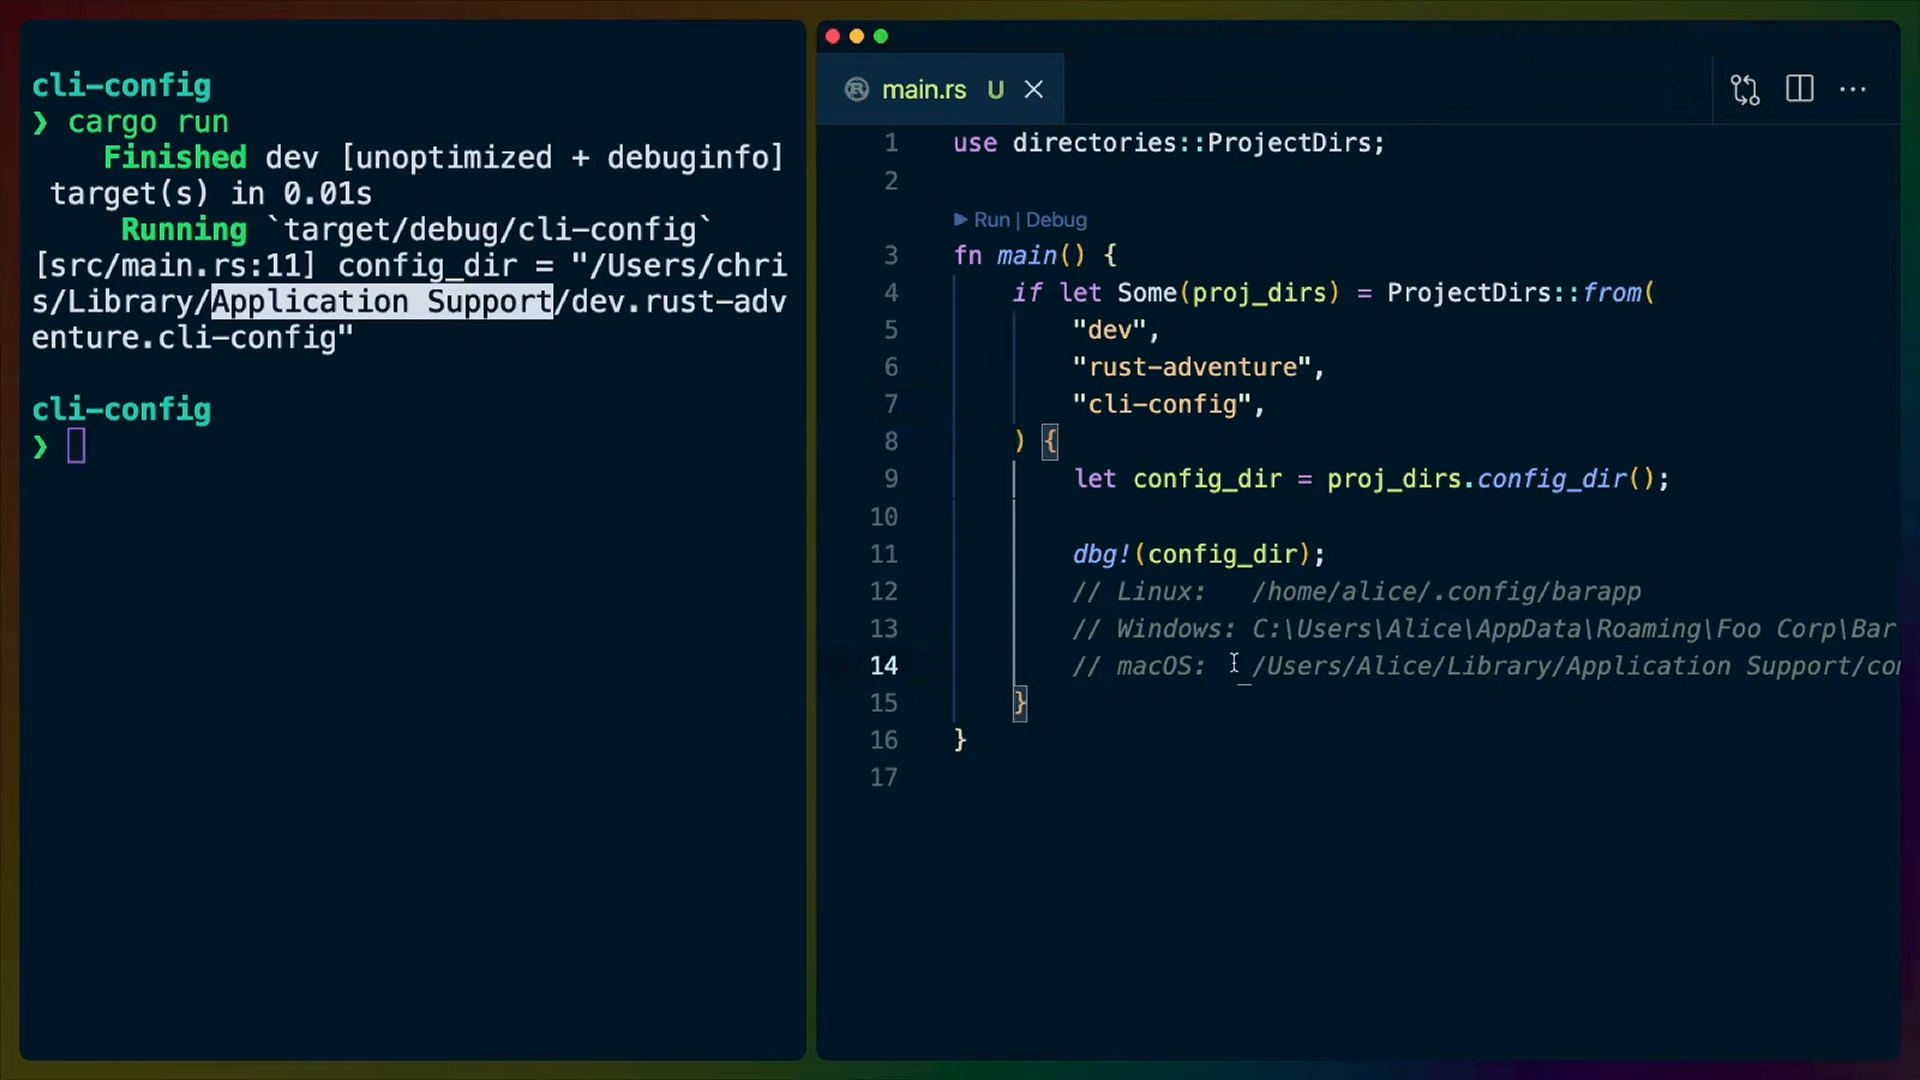 cli-config
❯ cargo run
Finished dev [unoptimized + debuginfo]
target(s) in 0.01s
Running `target/debug/cli-config`
[src/main.rs:11] config_dir = "/Users/chri
s/Library/Application Support/dev.rust-adv
enture.cli-config"
cli-config
❯
main.rs U
1 use directories::ProjectDirs;
2
Run | Debug
3 fn main() {
4 if let Some(proj_dirs) = ProjectDirs::from(
5 "dev",
6 "rust-adventure",
7 "cli-config",
8 ) {
9 let config_dir = proj_dirs.config_dir();
10
11 dbg!(config_dir);
12 // Linux:   /home/alice/.config/barapp
13 // Windows: C:\Users\Alice\AppData\Roaming\Foo Corp\Bar
14 // macOS:   /Users/Alice/Library/Application Support/co
15 }
16 }
17